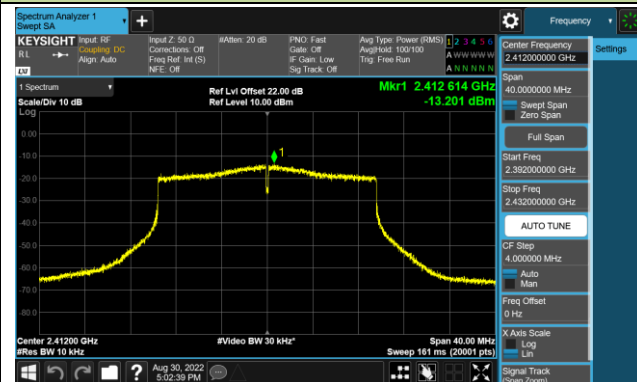 Spectrum Analyzer 1
Swept SA
Frequency
KEYSIGHT
RL
LXI
Input: RF
Coupling: DC
Align: Auto
Input Z: 50 Ω
Corrections: Off
Freq Ref: Int (S)
NFE: Off
#Atten: 20 dB
PNO: Fast
Gate: Off
IF Gain: Low
Sig Track: Off
Avg Type: Power (RMS)
Avg|Hold: 100/100
Trig: Free Run
1 2 3 4 5 6
A W W W W W
A N N N N N
1 Spectrum
Scale/Div 10 dB
Log
Ref Lvl Offset 22.00 dB
Ref Level 10.00 dBm
Mkr1 2.412 614 GHz
-13.201 dBm
1
0.00
-10.0
-20.0
-30.0
-40.0
-50.0
-60.0
-70.0
-80.0
Center 2.41200 GHz
#Res BW 10 kHz
#Video BW 30 kHz*
Span 40.00 MHz
Sweep 161 ms (20001 pts)
Aug 30, 2022
5:02:39 PM
Center Frequency
2.412000000 GHz
Settings
Span
40.0000000 MHz
Swept Span
Zero Span
Full Span
Start Freq
2.392000000 GHz
Stop Freq
2.432000000 GHz
AUTO TUNE
CF Step
4.000000 MHz
Auto
Man
Freq Offset
0 Hz
X Axis Scale
Log
Lin
Signal Track
(Span Zoom)